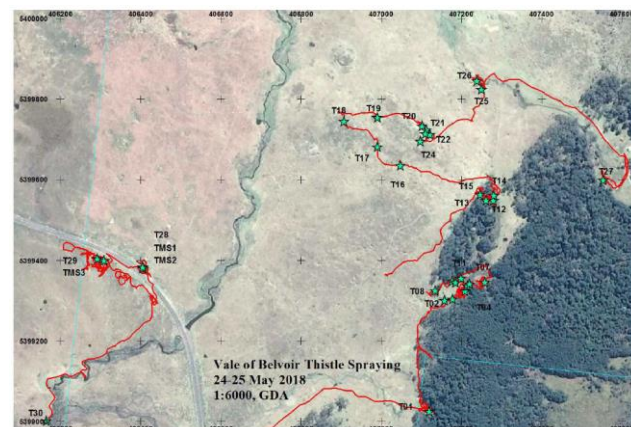 406200 406400 406600 406800 407000 407200 407400 407600
5400000
T26
T25
5399800
T18
T19
T20
T21
T22
T24
T17
T16
T15
T14
T13
T12
T27
5399600
T28
TMS1
TMS2
T29
TMS3
5399400
T07
T08
T02
T04
5399200
Vale of Belvoir Thistle Spraying
24-25 May 2018
1:6000, GDA
T30
T01
5399000